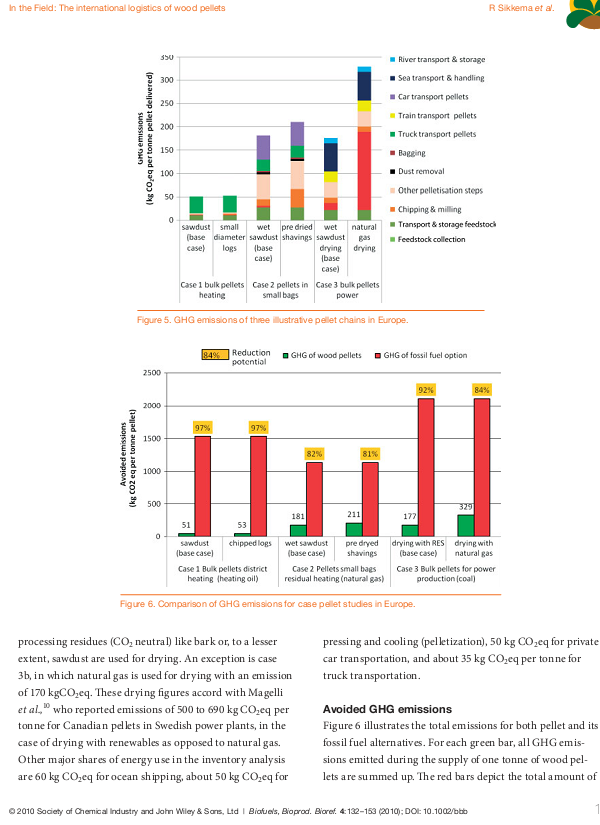 In the Field: The international logistics of wood pellets
R Sikkema et al.
GHG emissions
(kg CO2eq per tonne pellet delivered)
350
300
250
200
150
100
50
0
River transport & storage
Sea transport & handling
Car transport pellets
Train transport pellets
Truck transport pellets
Bagging
Dust removal
Other pelletisation steps
Chipping & milling
Transport & storage feedstock
Feedstock collection
sawdust (base case)
small diameter logs
wet sawdust (base case)
pre dried shavings
wet sawdust drying (base case)
natural gas drying
Case 1 bulk pellets heating
Case 2 pellets in small bags
Case 3 bulk pellets power
Figure 5. GHG emissions of three illustrative pellet chains in Europe.
84%
Reduction potential
GHG of wood pellets
GHG of fossil fuel option
Avoided emissions
(kg CO2 eq per tonne pellet)
2500
2000
1500
1000
500
0
97%
97%
82%
81%
92%
84%
51
53
181
211
177
329
sawdust (base case)
chipped logs
wet sawdust (base case)
pre dryed shavings
drying with RES (base case)
drying with natural gas
Case 1 Bulk pellets district heating (heating oil)
Case 2 Pellets small bags residual heating (natural gas)
Case 3 Bulk pellets for power production (coal)
Figure 6. Comparison of GHG emissions for case pellet studies in Europe.
processing residues (CO2 neutral) like bark or, to a lesser
extent, sawdust are used for drying. An exception is case
3b, in which natural gas is used for drying with an emission
of 170 kgCO2eq. These drying figures accord with Magelli
et al.,10 who reported emissions of 500 to 690 kg CO2eq per
tonne for Canadian pellets in Swedish power plants, in the
case of drying with renewables as opposed to natural gas.
Other major shares of energy use in the inventory analysis
are 60 kg CO2eq for ocean shipping, about 50 kg CO2eq for
pressing and cooling (pelletization), 50 kg CO2eq for private
car transportation, and about 35 kg CO2eq per tonne for
truck transportation.
Avoided GHG emissions
Figure 6 illustrates the total emissions for both pellet and its
fossil fuel alternatives. For each green bar, all GHG emis-
sions emitted during the supply of one tonne of wood pel-
lets are summed up. The red bars depict the total amount of
© 2010 Society of Chemical Industry and John Wiley & Sons, Ltd | Biofuels, Bioprod. Bioref. 4:132–153 (2010); DOI: 10.1002/bbb